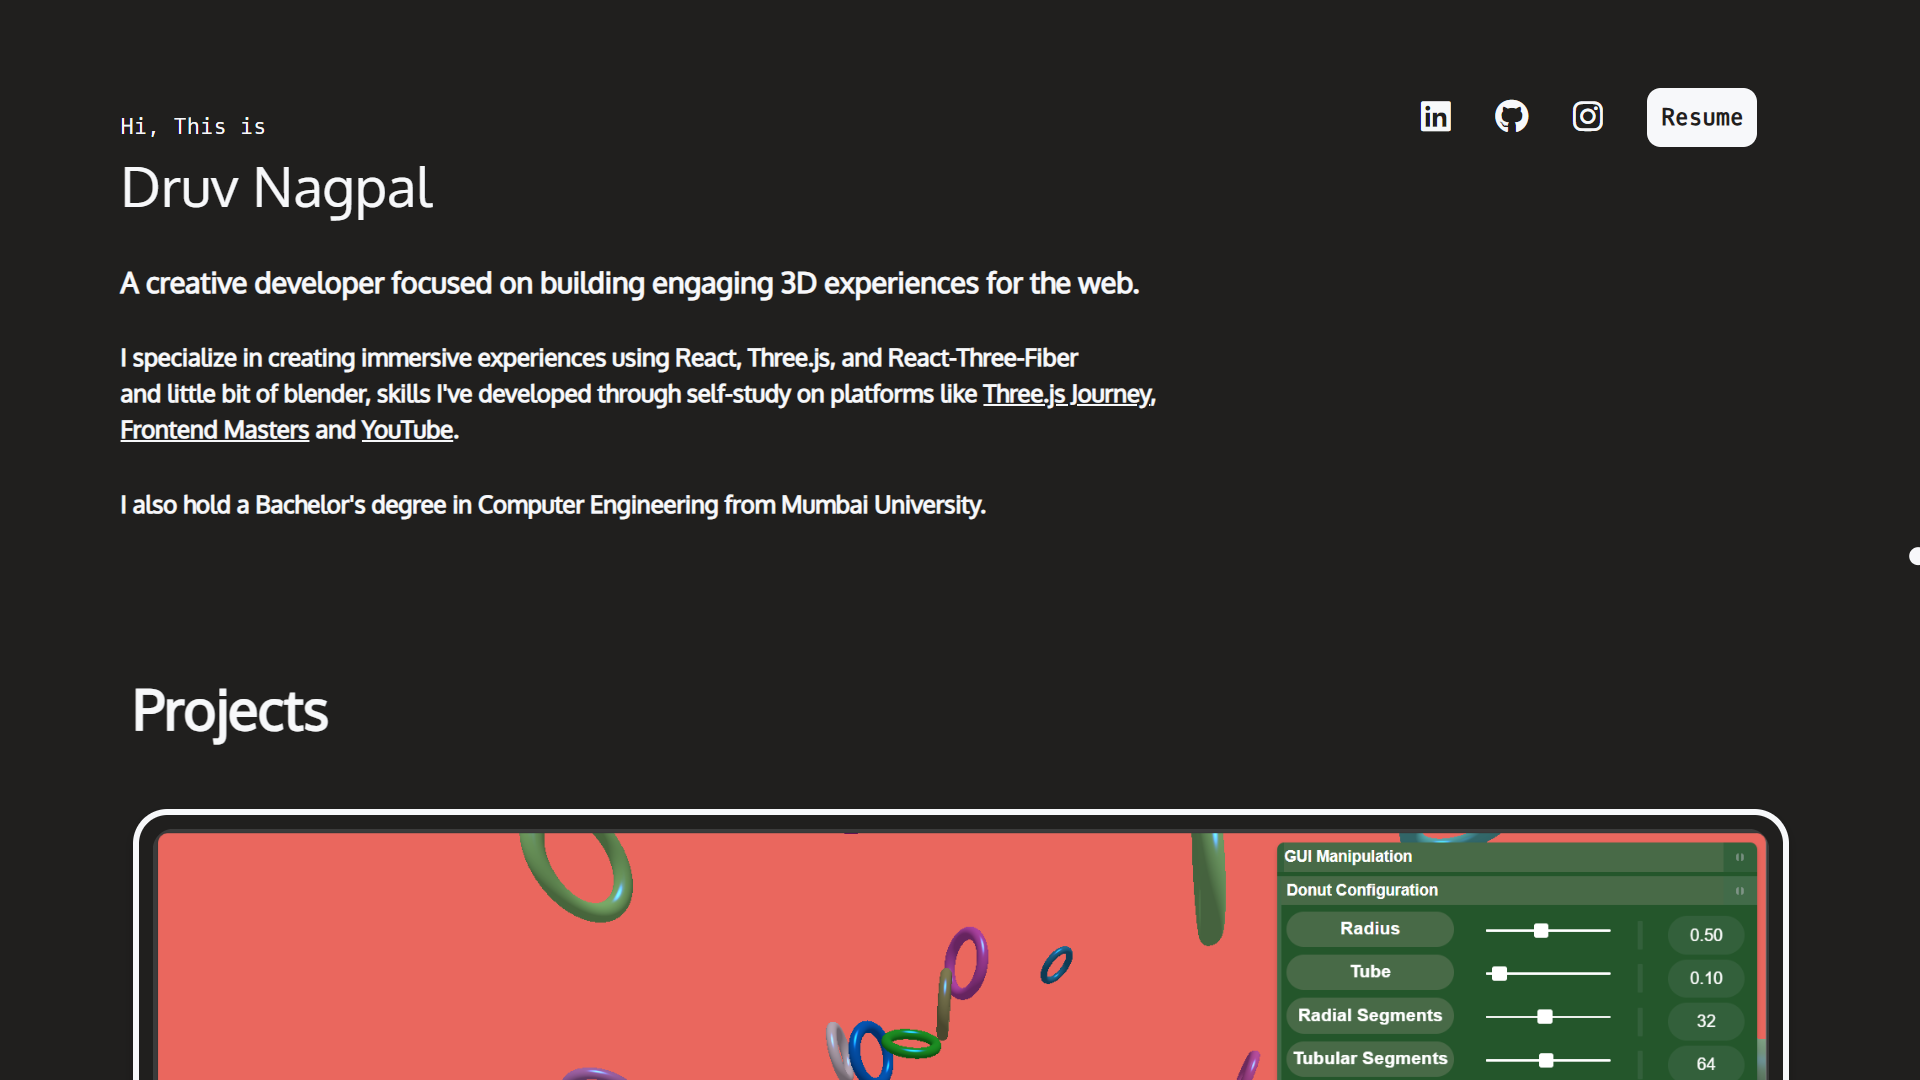 Hi, This is
Resume
Druv Nagpal
A creative developer focused on building engaging 3D experiences for the web.
I specialize in creating immersive experiences using React, Three.js, and React-Three-Fiber
and little bit of blender, skills I've developed through self-study on platforms like Three.js Journey,
Frontend Masters and YouTube.
I also hold a Bachelor's degree in Computer Engineering from Mumbai University.
Projects
GUI Manipulation
Donut Configuration
Radius 0.50
Tube 0.10
Radial Segments 32
Tubular Segments 64